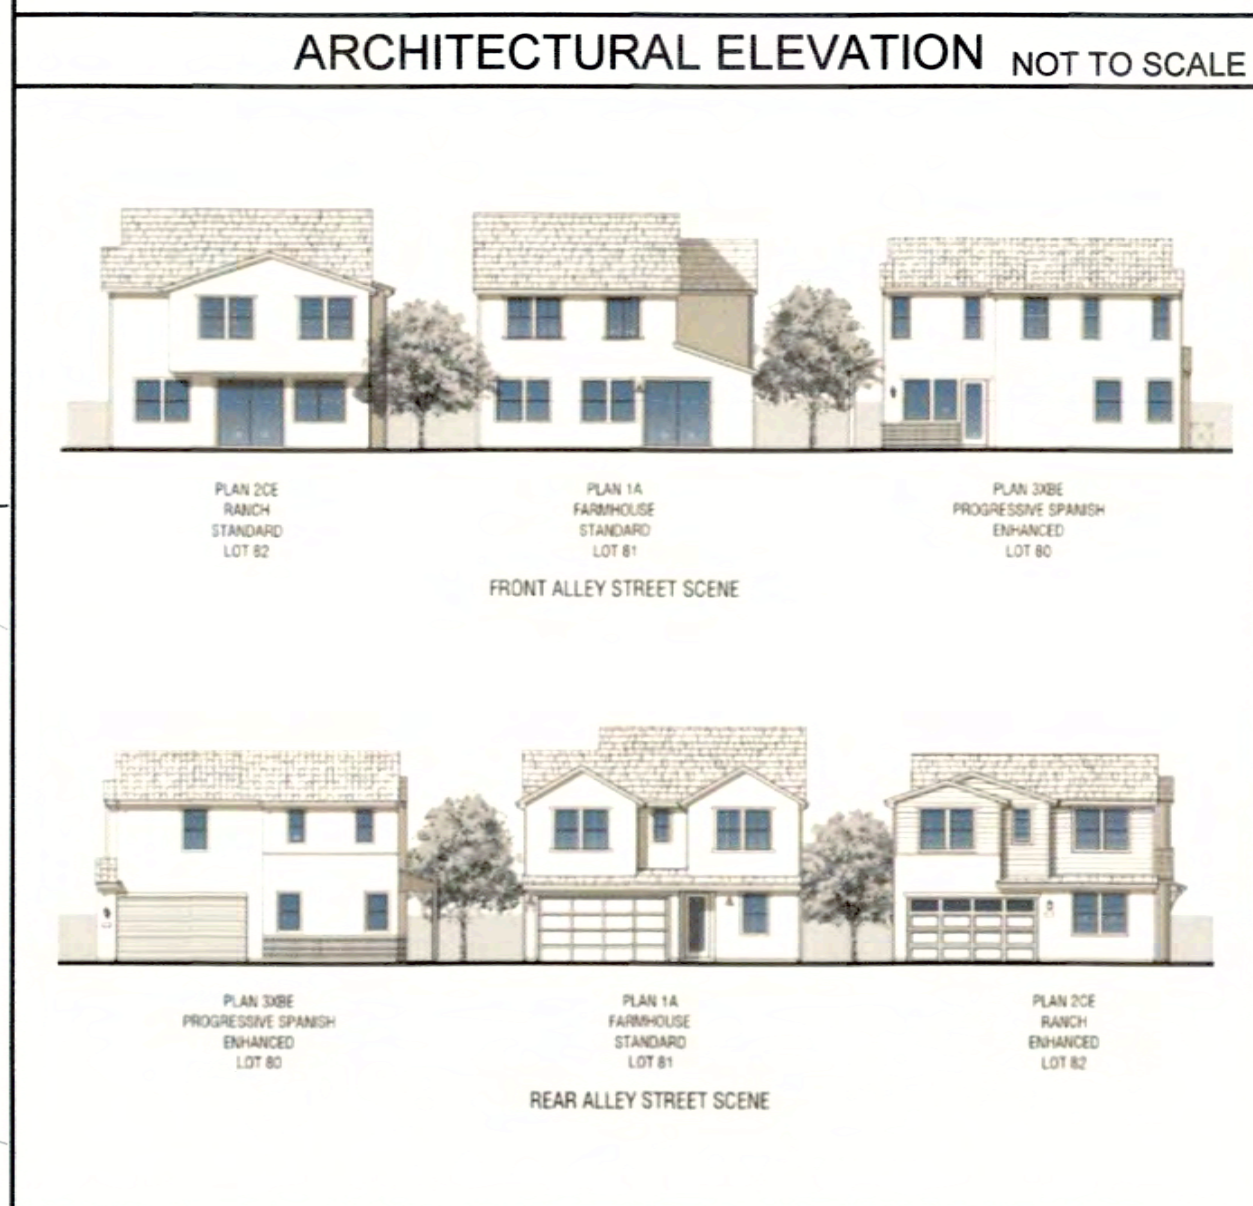 ARCHITECTURAL ELEVATION NOT TO SCALE
PLAN 2CE
RANCH
STANDARD
LOT 82
PLAN 1A
FARMHOUSE
STANDARD
LOT 81
PLAN 3XBE
PROGRESSIVE SPANISH
ENHANCED
LOT 80
FRONT ALLEY STREET SCENE
PLAN 3XBE
PROGRESSIVE SPANISH
ENHANCED
LOT 80
PLAN 1A
FARMHOUSE
STANDARD
LOT 81
PLAN 2CE
RANCH
ENHANCED
LOT 82
REAR ALLEY STREET SCENE